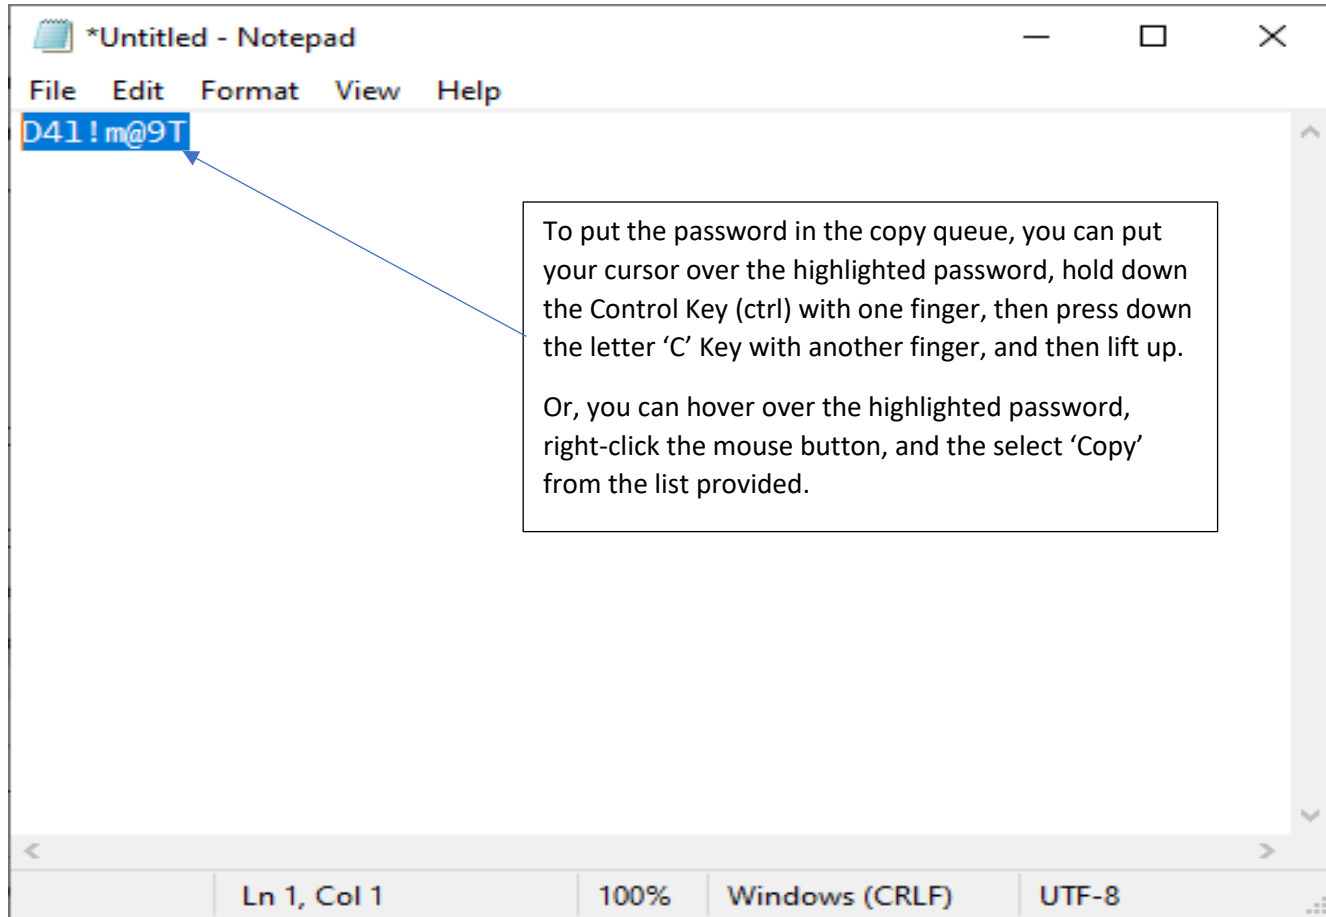 *Untitled - Notepad
File Edit Format View Help
D4l!m@9T
To put the password in the copy queue, you can put
your cursor over the highlighted password, hold down
the Control Key (ctrl) with one finger, then press down
the letter ‘C’ Key with another finger, and then lift up.
Or, you can hover over the highlighted password,
right-click the mouse button, and the select ‘Copy’
from the list provided.
Ln 1, Col 1 100% Windows (CRLF) UTF-8